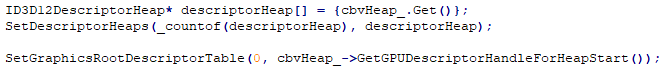 ID3D12DescriptorHeap* descriptorHeap[] = {cbvHeap_.Get()};
SetDescriptorHeaps(_countof(descriptorHeap), descriptorHeap);
SetGraphicsRootDescriptorTable(0, cbvHeap_->GetGPUDescriptorHandleForHeapStart());